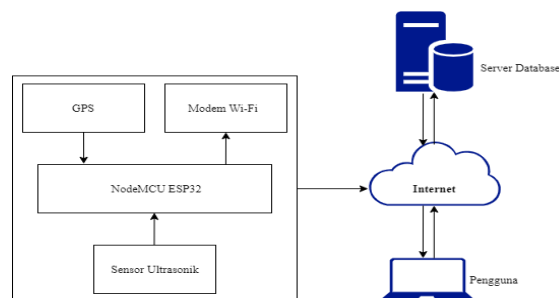 Server Database
GPS
Modem Wi-Fi
NodeMCU ESP32
Internet
Sensor Ultrasonik
Pengguna